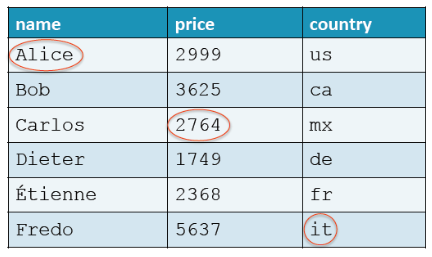 name price country
Alice 2999 us
Bob 3625 ca
Carlos 2764 mx
Dieter 1749 de
Étienne 2368 fr
Fredo 5637 it